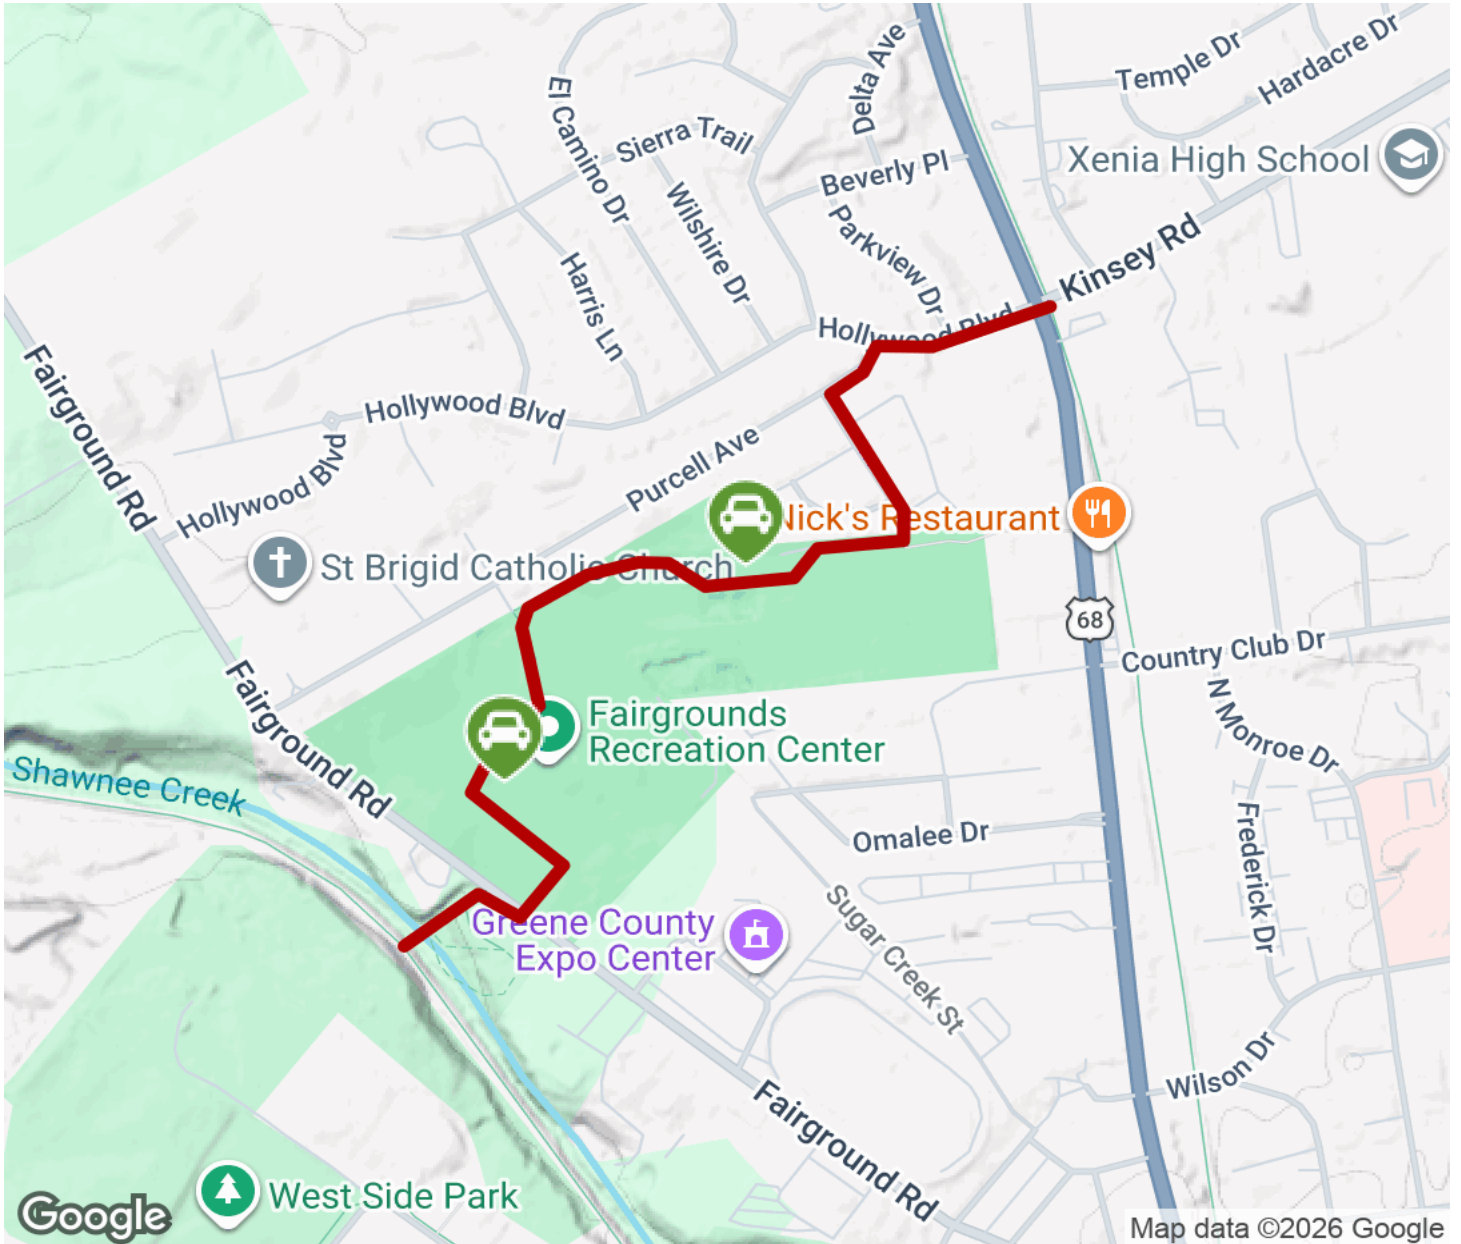 Delta Ave
Temple Dr
Hardacre Dr
El Camino Dr
Sierra Trail
Beverly Pl
Xenia High School
Wilshire Dr
Parkview Dr
Kinsey Rd
Harris Ln
Hollywood Blvd
Fairground Rd
Hollywood Blvd
Purcell Ave
Hollywood Blvd
Nick's Restaurant
St Brigid Catholic Church
68
Country Club Dr
Fairground Rd
N Monroe Dr
Fairgrounds
Recreation Center
Shawnee Creek
Omalee Dr
Frederick Dr
Sugar Creek St
Greene County
Expo Center
Wilson Dr
Fairground Rd
West Side Park
Google
Map data ©2026 Google